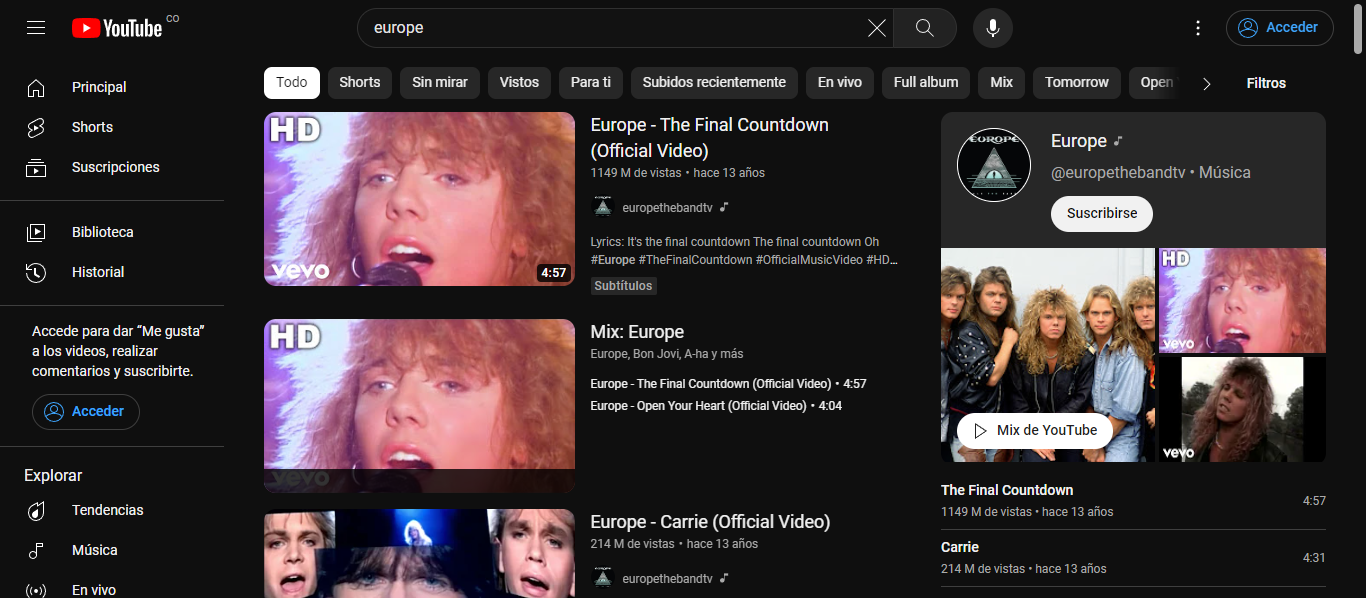 YouTube CO
europe
Acceder
Principal
Shorts
Suscripciones
Biblioteca
Historial
Accede para dar “Me gusta”
a los videos, realizar
comentarios y suscribirte.
Acceder
Explorar
Tendencias
Música
En vivo
Todo
Shorts
Sin mirar
Vistos
Para ti
Subidos recientemente
En vivo
Full album
Mix
Tomorrow
Open
Filtros
HD
vevo
4:57
Europe - The Final Countdown
(Official Video)
1149 M de vistas • hace 13 años
europethebandtv
Lyrics: It's the final countdown The final countdown Oh
#Europe #TheFinalCountdown #OfficialMusicVideo #HD...
Subtítulos
HD
vevo
Mix: Europe
Europe, Bon Jovi, A-ha y más
Europe - The Final Countdown (Official Video) • 4:57
Europe - Open Your Heart (Official Video) • 4:04
Europe - Carrie (Official Video)
214 M de vistas • hace 13 años
europethebandtv
EUROPE
Europe
@europethebandtv • Música
Suscribirse
HD
vevo
Mix de YouTube
vevo
The Final Countdown
1149 M de vistas • hace 13 años
4:57
Carrie
214 M de vistas • hace 13 años
4:31